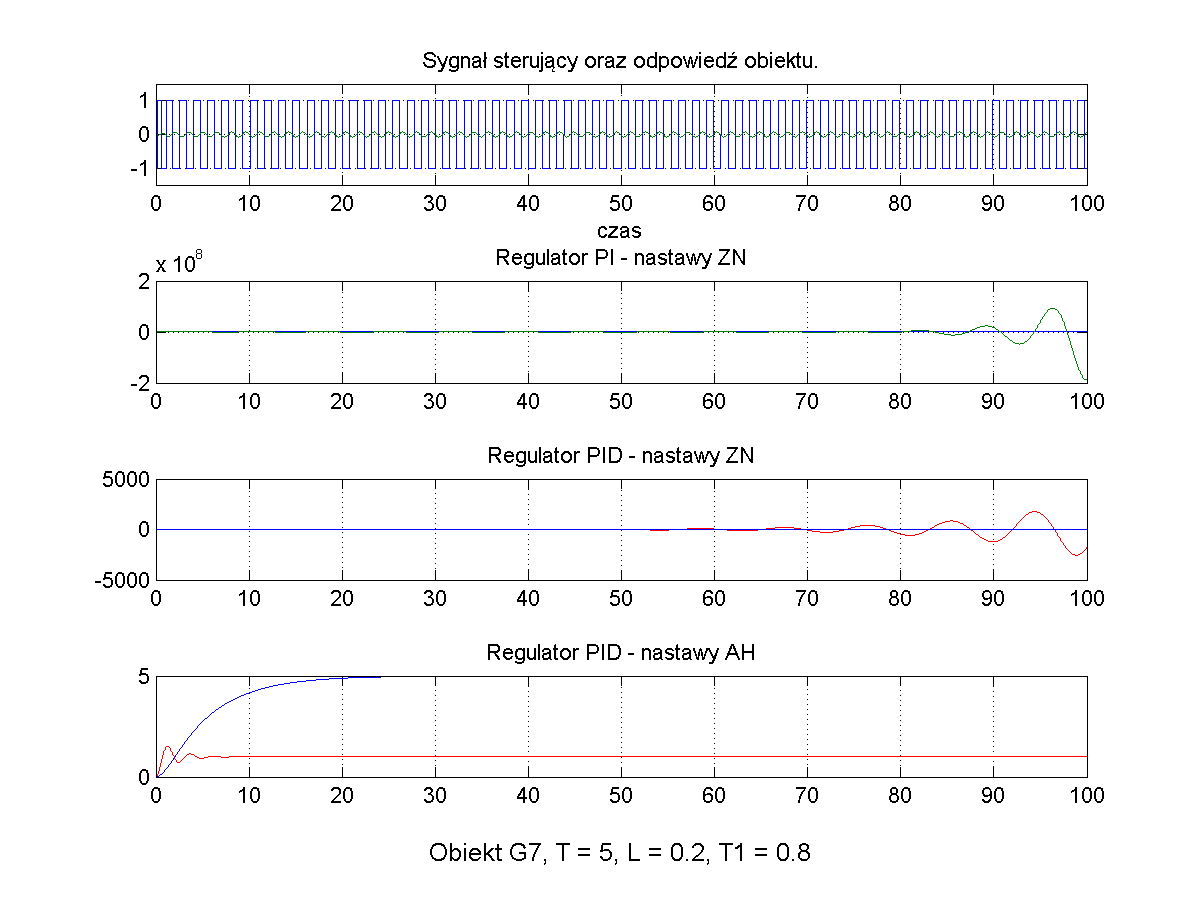 Sygnał sterujący oraz odpowiedź obiektu.
1
0
-1
0 10 20 30 40 50 60 70 80 90 100
czas
Regulator PI - nastawy ZN
x 10^8
2
0
-2
0 10 20 30 40 50 60 70 80 90 100
Regulator PID - nastawy ZN
5000
0
-5000
0 10 20 30 40 50 60 70 80 90 100
Regulator PID - nastawy AH
5
0
0 10 20 30 40 50 60 70 80 90 100
Obiekt G7, T = 5, L = 0.2, T1 = 0.8